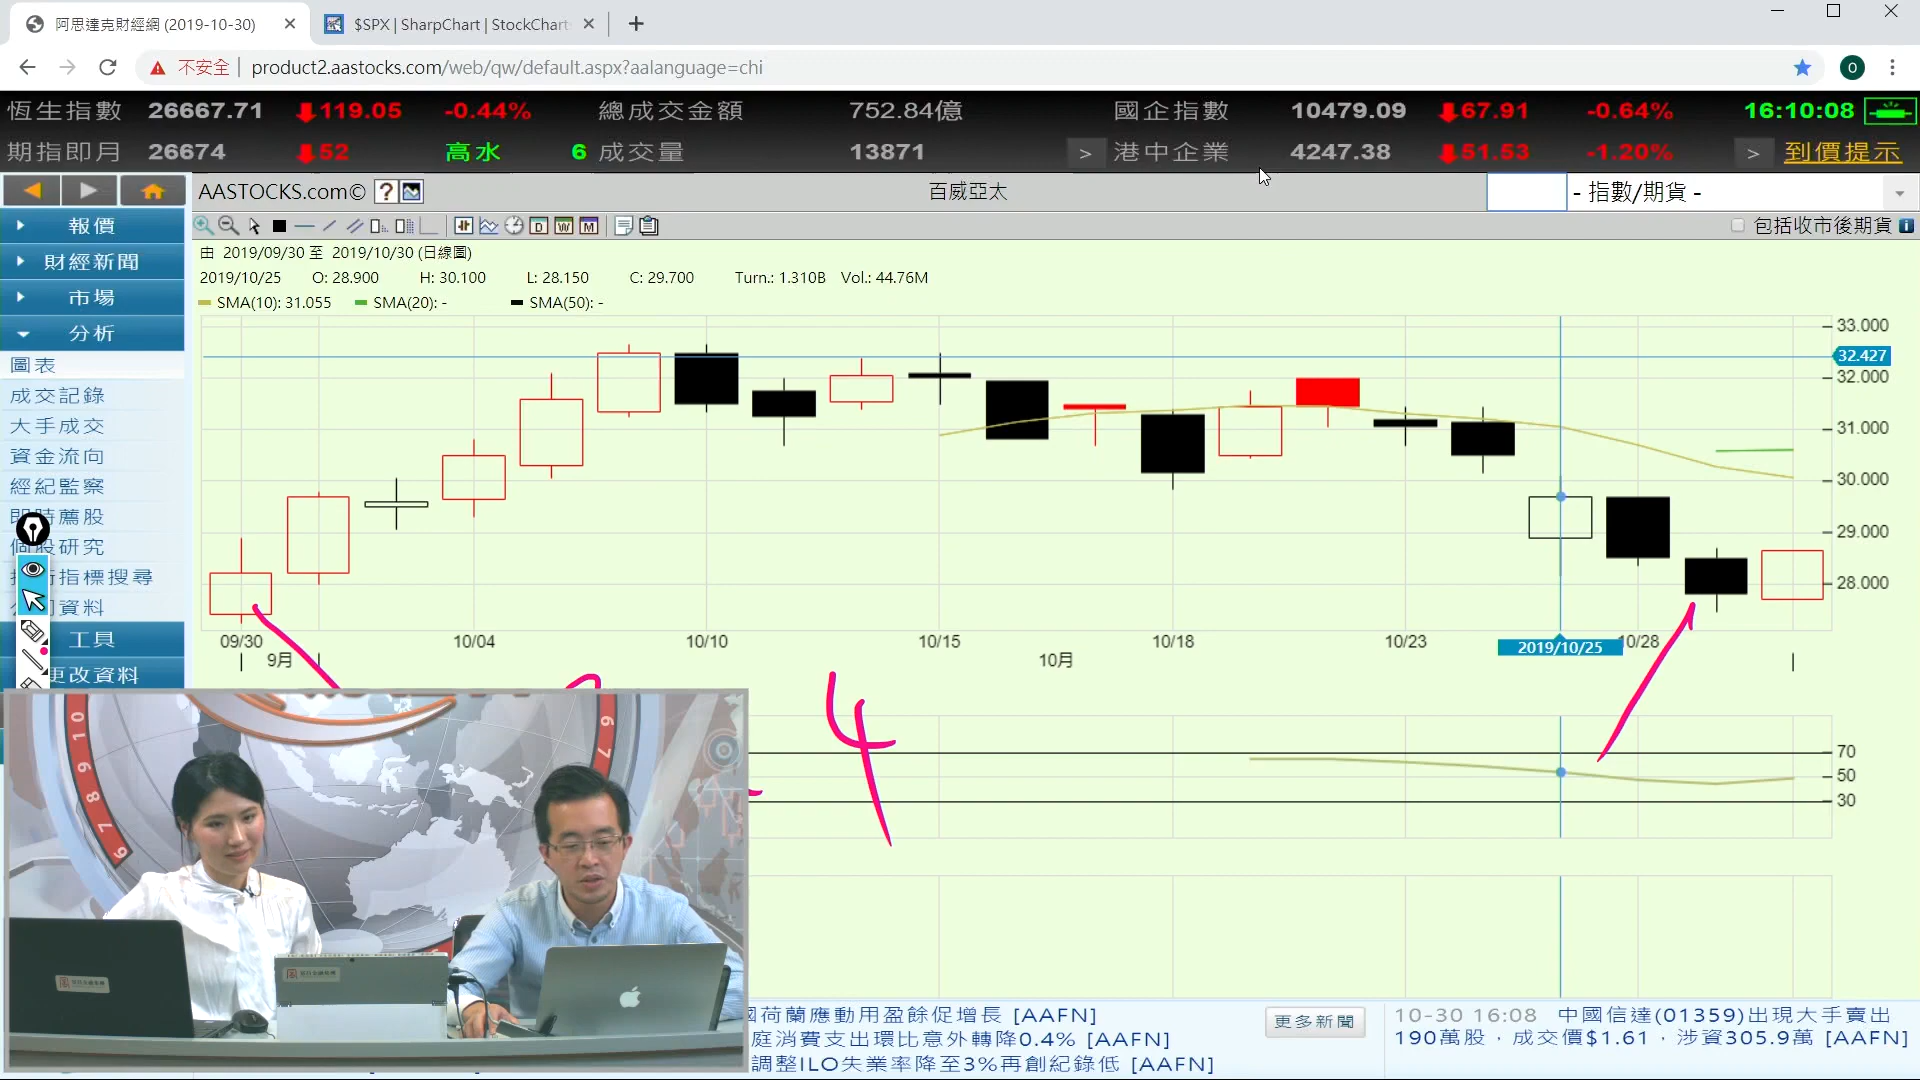 阿思達克財經網 (2019-10-30)
$SPX | SharpChart | StockChart
不安全
product2.aastocks.com/web/qw/default.aspx?aalanguage=chi
恆生指數 26667.71 119.05 -0.44% 總成交金額 752.84億 國企指數 10479.09 67.91 -0.64% 16:10:08
期指即月 26674 52 高水 6 成交量 13871 > 港中企業 4247.38 51.53 -1.20% > 到價提示
AASTOCKS.com© ? 百威亞太 - 指數/期貨 -
報價
D W M 包括收市後期貨 i
財經新聞
市場
分析
圖表
成交記錄
大手成交
資金流向
經紀監察
即時薦股
個股研究
指標搜尋
資料
工具
更改資料
由 2019/09/30 至 2019/10/30 (日線圖)
2019/10/25 O: 28.900 H: 30.100 L: 28.150 C: 29.700 Turn.: 1.310B Vol.: 44.76M
SMA(10): 31.055 SMA(20): - SMA(50): -
33.000
32.427
32.000
31.000
30.000
29.000
28.000
09/30 10/04 10/10 10/15 10/18 10/23 2019/10/25 10/28
9月 10月
4
70
50
30
10 9 8 7 6 6 7
荷蘭應動用盈餘促增長 [AAFN]
庭消費支出環比意外轉降0.4% [AAFN]
調整ILO失業率降至3%再創紀錄低 [AAFN]
更多新聞
10-30 16:08 中國信達(01359)出現大手賣出
190萬股，成交價$1.61，涉資305.9萬 [AAFN]